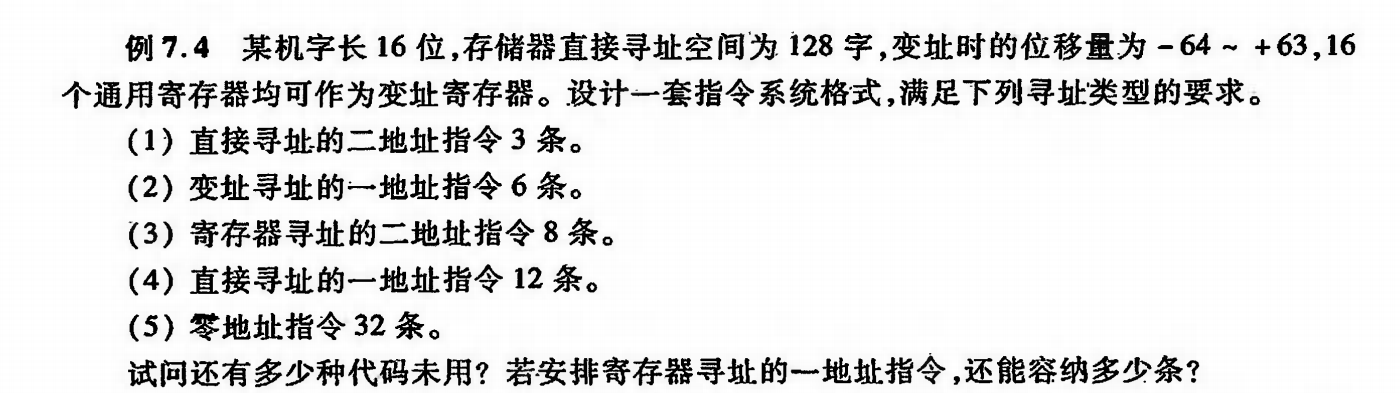 例 7.4 某机字长 16 位,存储器直接寻址空间为 128 字,变址时的位移量为 -64 ~ +63,16
个通用寄存器均可作为变址寄存器。设计一套指令系统格式,满足下列寻址类型的要求。
(1) 直接寻址的二地址指令 3 条。
(2) 变址寻址的一地址指令 6 条。
(3) 寄存器寻址的二地址指令 8 条。
(4) 直接寻址的一地址指令 12 条。
(5) 零地址指令 32 条。
试问还有多少种代码未用? 若安排寄存器寻址的一地址指令,还能容纳多少条?